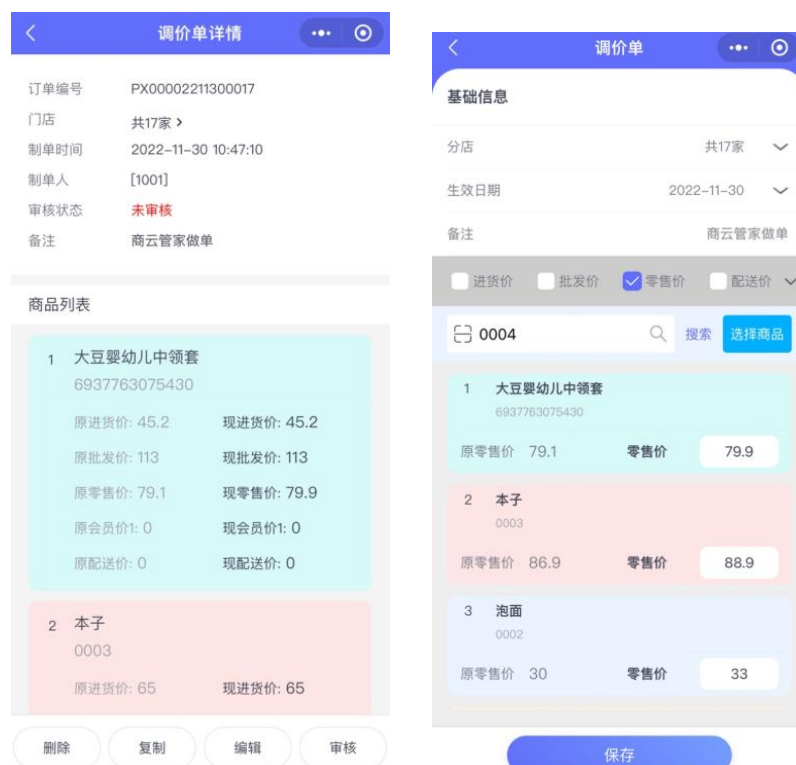 调价单详情
订单编号 PX00002211300017
门店 共17家 >
制单时间 2022-11-30 10:47:10
制单人 [1001]
审核状态 未审核
备注 商云管家做单
商品列表
1 大豆婴幼儿中领套
6937763075430
原进货价: 45.2 现进货价: 45.2
原批发价: 113 现批发价: 113
原零售价: 79.1 现零售价: 79.9
原会员价1: 0 现会员价1: 0
原配送价: 0 现配送价: 0
2 本子
0003
原进货价: 65 现进货价: 65
删除 复制 编辑 审核
调价单
基础信息
分店 共17家
生效日期 2022-11-30
备注 商云管家做单
进货价 批发价 零售价 配送价
0004 搜索 选择商品
1 大豆婴幼儿中领套
6937763075430
原零售价 79.1 零售价 79.9
2 本子
0003
原零售价 86.9 零售价 88.9
3 泡面
0002
原零售价 30 零售价 33
保存